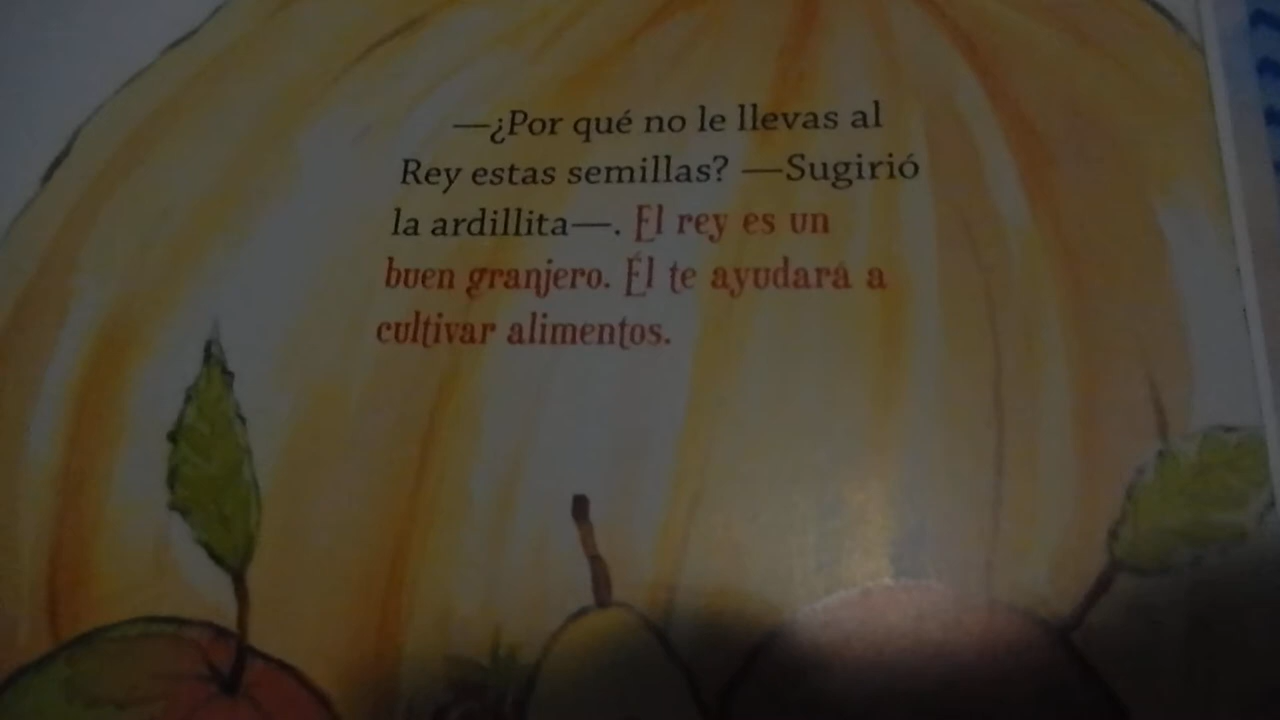 —¿Por qué no le llevas al
Rey estas semillas? —Sugirió
la ardillita—. El rey es un
buen granjero. Él te ayudará a
cultivar alimentos.